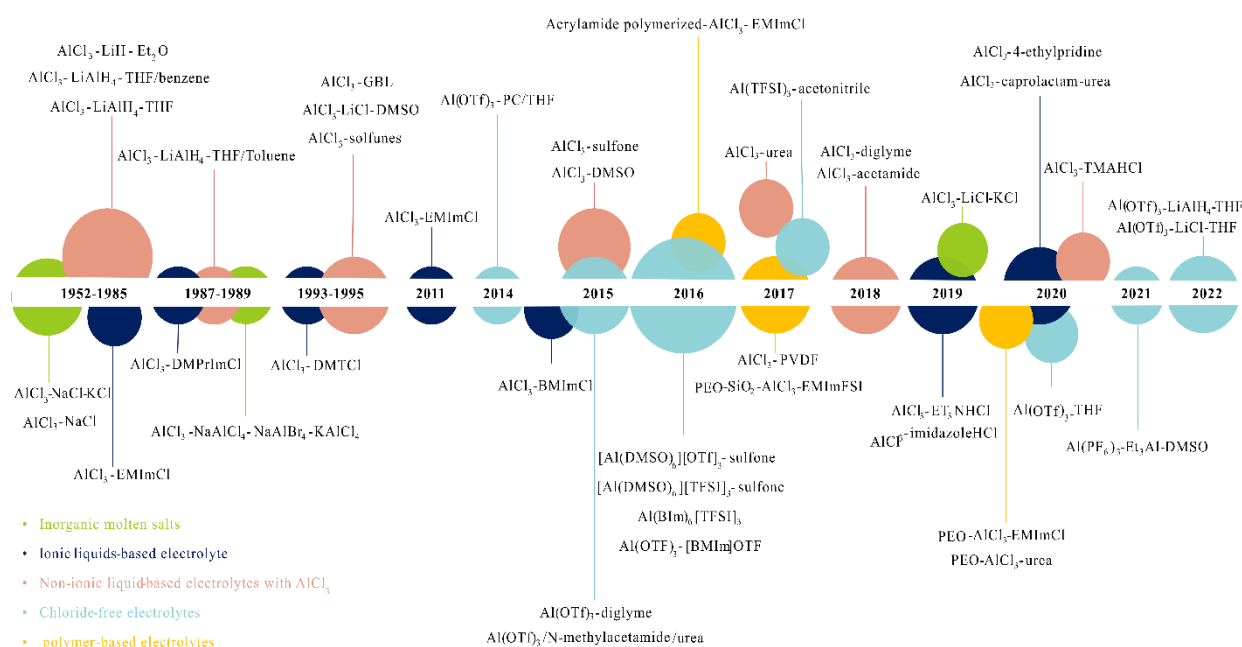 Acrylamide polymerized-AlCl₃- EMImCl
AlCl₃-LiH - Et₂O
AlCl₃- LiAlH₄- THF/benzene
AlCl₃-LiAlH₄-THF
AlCl₃-LiAlH₄-THF/Toluene
AlCl₃-GBL
AlCl₃-LiCl-DMSO
AlCl₃-solfunes
AlCl₃-EMImCl
Al(OTf)₃-PC/THF
AlCl₃-sulfone
AlCl₃-DMSO
Al(TFSI)₃-acetonitrile
AlCl₃-urea
AlCl₃-diglyme
AlCl₃-acetamide
AlCl₃-LiCl-KCl
AlCl₃-4-ethylpridine
AlCl₃-caprolactam-urea
AlCl₃-TMAHCl
Al(OTf)₃-LiAlH₄-THF
Al(OTf)₃-LiCl-THF
1952-1985
1987-1989
1993-1995
2011
2014
2015
2016
2017
2018
2019
2020
2021
2022
AlCl₃-NaCl-KCl
AlCl₃-NaCl
AlCl₃-EMImCl
AlCl₃-DMPrImCl
AlCl₃-NaAlCl₄-NaAlBr₄-KAlCl₄
AlCl₃-DMTCl
AlCl₃-BMImCl
Al(OTf)₃-diglyme
Al(OTf)₃/N-methylacetamide/urea
[Al(DMSO)₆][OTf]₃-sulfone
[Al(DMSO)₆][TFSI]₃-sulfone
Al(BIm)₆[TFSI]₃
Al(OTF)₃-[BMIm]OTF
AlCl₃-PVDF
PEO-SiO₂-AlCl₃-EMImFSI
AlCl₃-ET₃NHCl
AlCl³-imidazoleHCl
PEO-AlCl₃-EMImCl
PEO-AlCl₃-urea
Al(OTf)₃-THF
Al(PF₆)₃-Et₃Al-DMSO
• Inorganic molten salts
• Ionic liquids-based electrolyte
• Non-ionic liquid-based electrolytes with AlCl₃
• Chloride-free electrolytes
• polymer-based electrolytes